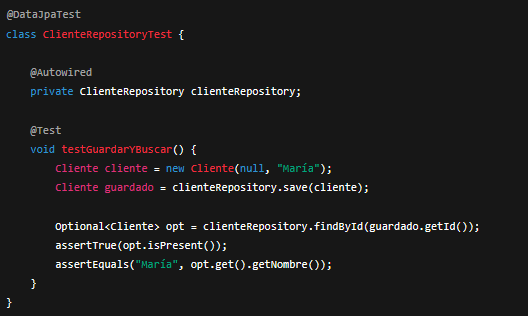 @DataJpaTest
class ClienteRepositoryTest {
@Autowired
private ClienteRepository clienteRepository;
@Test
void testGuardarYBuscar() {
Cliente cliente = new Cliente(null, "María");
Cliente guardado = clienteRepository.save(cliente);
Optional<Cliente> opt = clienteRepository.findById(guardado.getId());
assertTrue(opt.isPresent());
assertEquals("María", opt.get().getNombre());
}
}